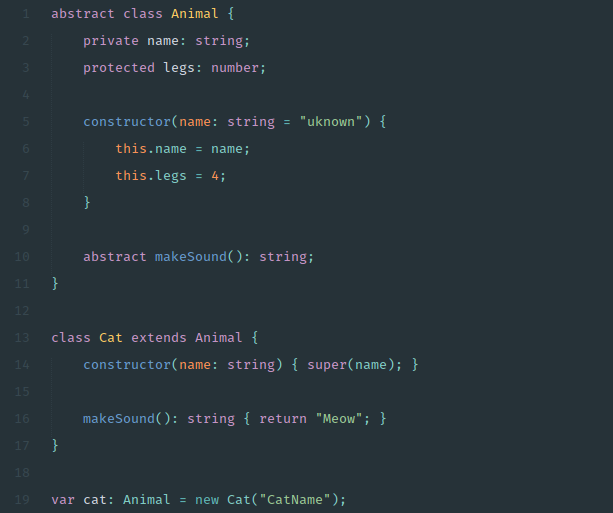 1 abstract class Animal {
2 private name: string;
3 protected legs: number;
4
5 constructor(name: string = "uknown") {
6 this.name = name;
7 this.legs = 4;
8 }
9
10 abstract makeSound(): string;
11 }
12
13 class Cat extends Animal {
14 constructor(name: string) { super(name); }
15
16 makeSound(): string { return "Meow"; }
17 }
18
19 var cat: Animal = new Cat("CatName");